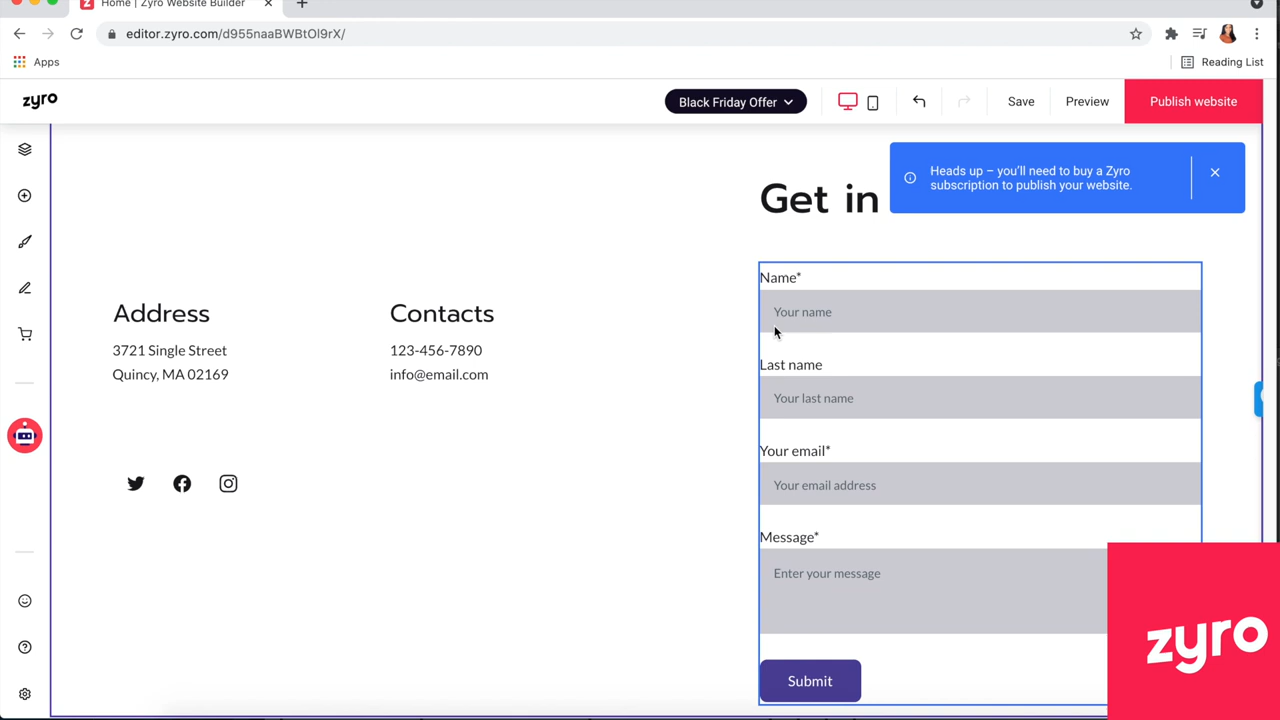 Home | Zyro Website Builder
editor.zyro.com/d955naaBWBtOl9rX/
Apps
Reading List
zyro
Black Friday Offer
Save
Preview
Publish website
Heads up – you'll need to buy a Zyro
subscription to publish your website.
Get in
Name*
Your name
Last name
Your last name
Your email*
Your email address
Message*
Enter your message
Submit
Address
3721 Single Street
Quincy, MA 02169
Contacts
123-456-7890
info@email.com
zyro